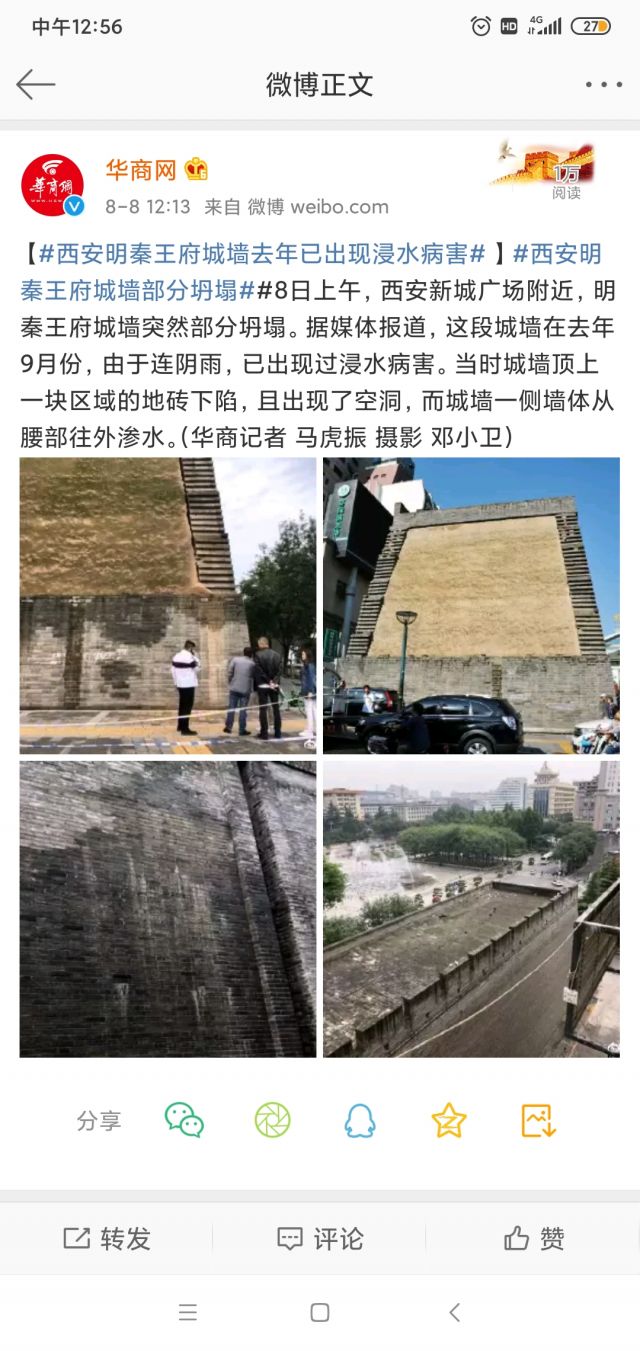 中午12:56
HD 4G 27
微博正文
华商网
華商網
8-8 12:13 来自 微博 weibo.com
1万
阅读
【#西安明秦王府城墙去年已出现浸水病害# 】#西安明
秦王府城墙部分坍塌##8日上午，西安新城广场附近，明
秦王府城墙突然部分坍塌。据媒体报道，这段城墙在去年
9月份，由于连阴雨，已出现过浸水病害。当时城墙顶上
一块区域的地砖下陷，且出现了空洞，而城墙一侧墙体从
腰部往外渗水。（华商记者 马虎振 摄影 邓小卫）
分享
转发
评论
赞